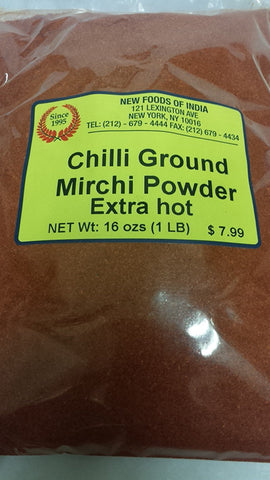 Since
1995
NEW FOODS OF INDIA
121 LEXINGTON AVE
NEW YORK, NY 10016
TEL: (212) - 679 - 4444 FAX: (212) 679 - 4434
Chilli Ground
Mirchi Powder
Extra hot
NET Wt: 16 ozs (1 LB) $ 7.99